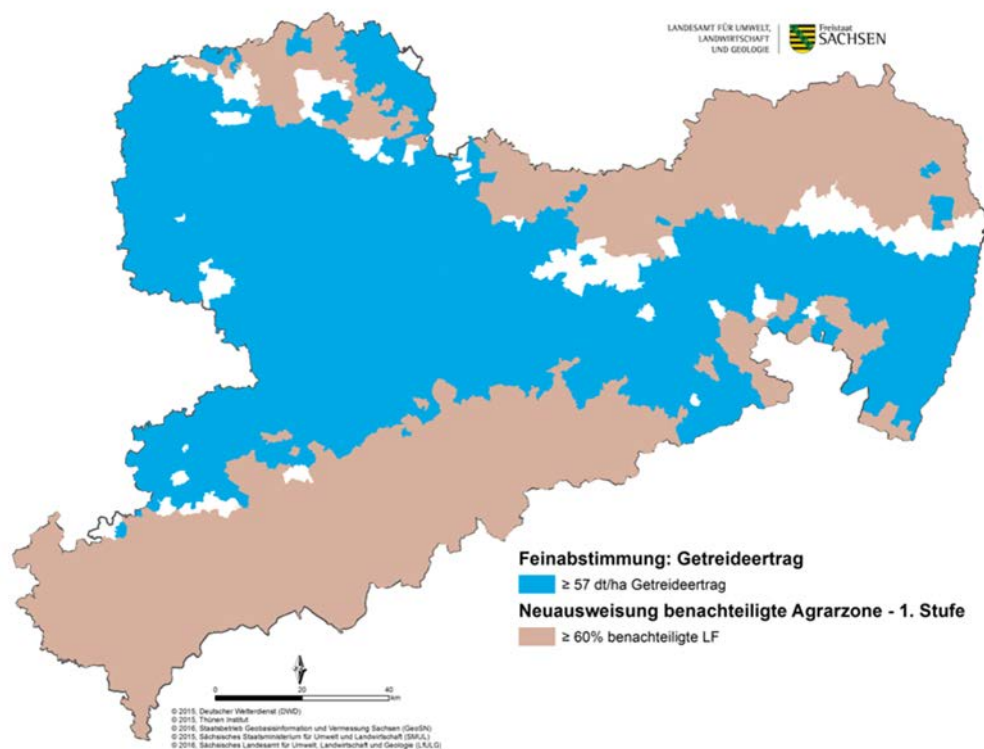 LANDESAMT FÜR UMWELT,
LANDWIRTSCHAFT
UND GEOLOGIE
Freistaat
SACHSEN
Feinabstimmung: Getreideertrag
≥ 57 dt/ha Getreideertrag
Neuausweisung benachteiligte Agrarzone - 1. Stufe
≥ 60% benachteiligte LF
0 20 40
km
© 2015, Deutscher Wetterdienst (DWD)
© 2015, Thünen Institut
© 2016, Staatsbetrieb Geobasisinformation und Vermessung Sachsen (GeoSN)
© 2015, Sächsisches Staatsministerium für Umwelt und Landwirtschaft (SMUL)
© 2016, Sächsisches Landesamt für Umwelt, Landwirtschaft und Geologie (LfULG)